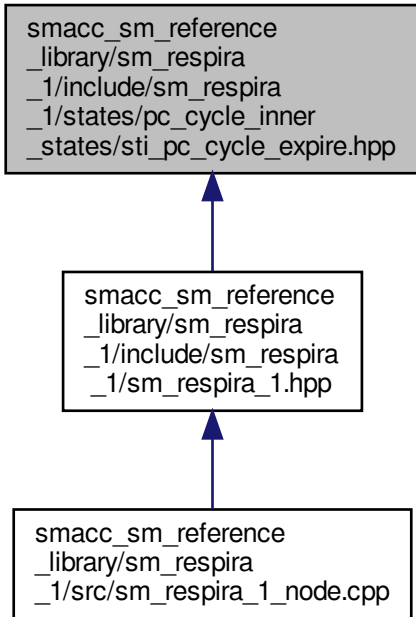 smacc_sm_reference
_library/sm_respira
_1/include/sm_respira
_1/states/pc_cycle_inner
_states/sti_pc_cycle_expire.hpp
smacc_sm_reference
_library/sm_respira
_1/include/sm_respira
_1/sm_respira_1.hpp
smacc_sm_reference
_library/sm_respira
_1/src/sm_respira_1_node.cpp